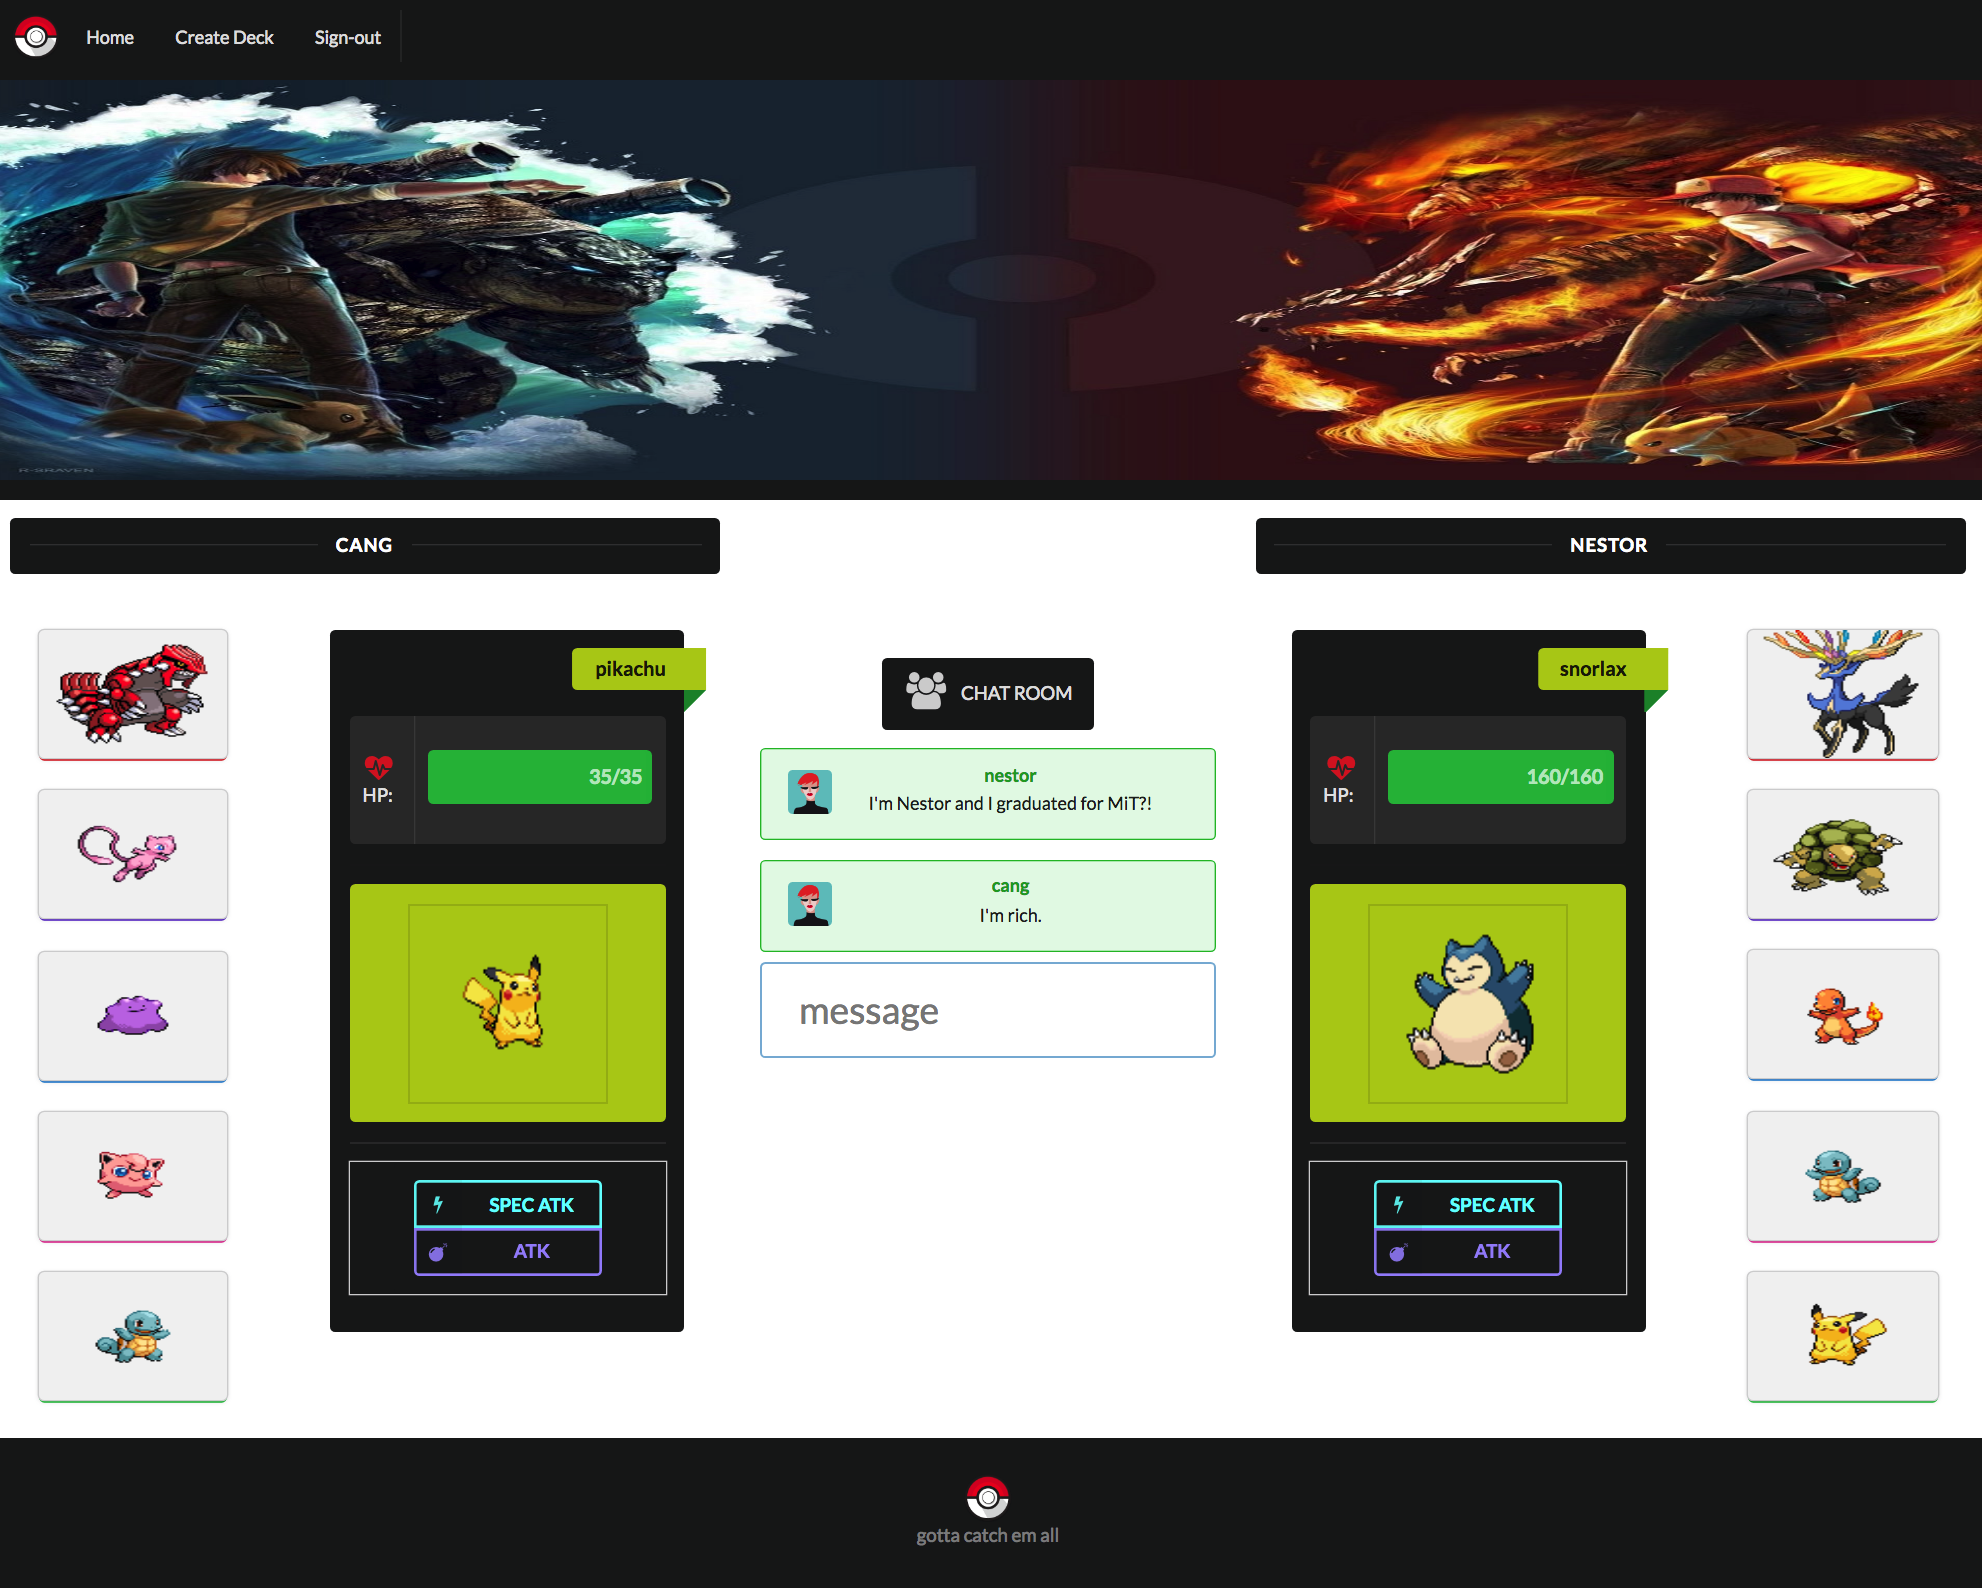 Home
Create Deck
Sign-out
R-SRAVEN
CANG
NESTOR
pikachu
HP:
35/35
SPEC ATK
ATK
CHAT ROOM
nestor
I'm Nestor and I graduated for MiT?!
cang
I'm rich.
message
snorlax
HP:
160/160
SPEC ATK
ATK
gotta catch em all